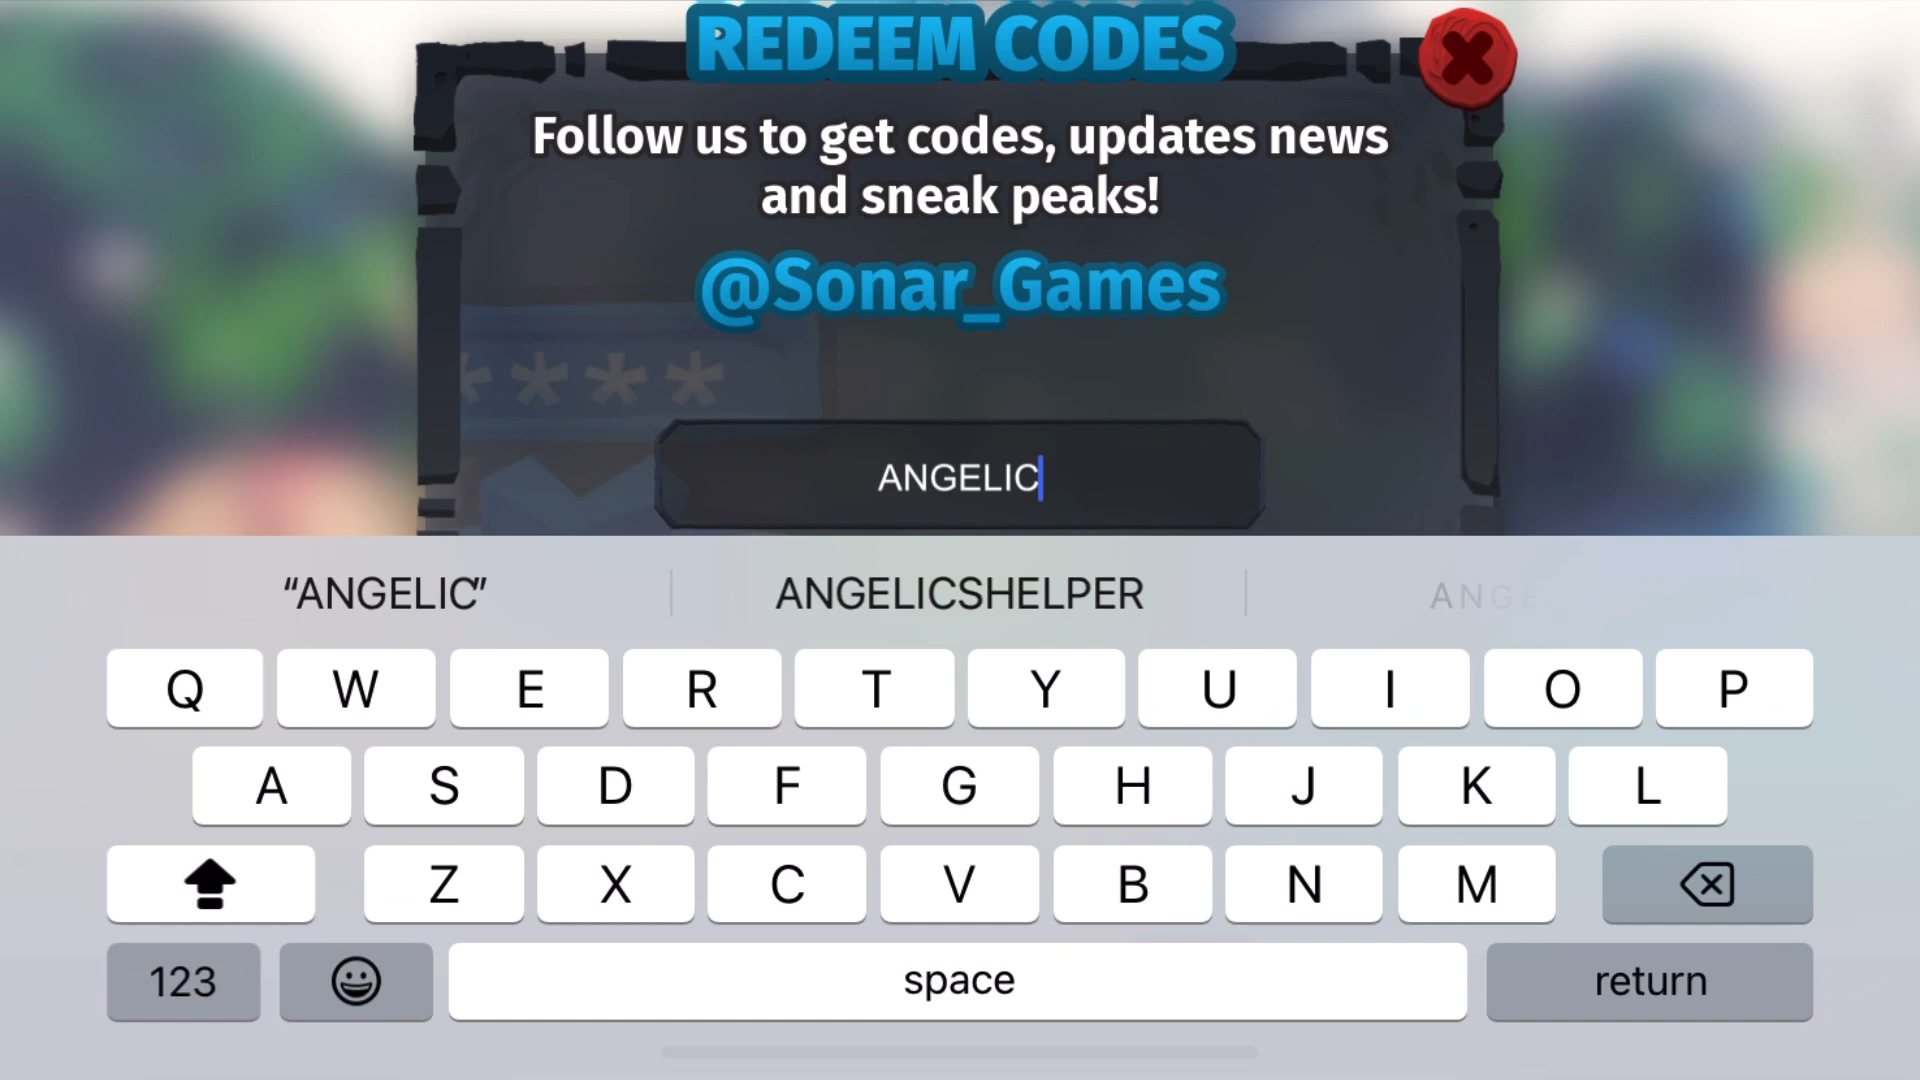 REDEEM CODES
Follow us to get codes, updates news
and sneak peaks!
@Sonar_Games
****
ANGELIC
“ANGELIC” ANGELICSHELPER ANGE
Q W E R T Y U I O P
A S D F G H J K L
Z X C V B N M
123 space return